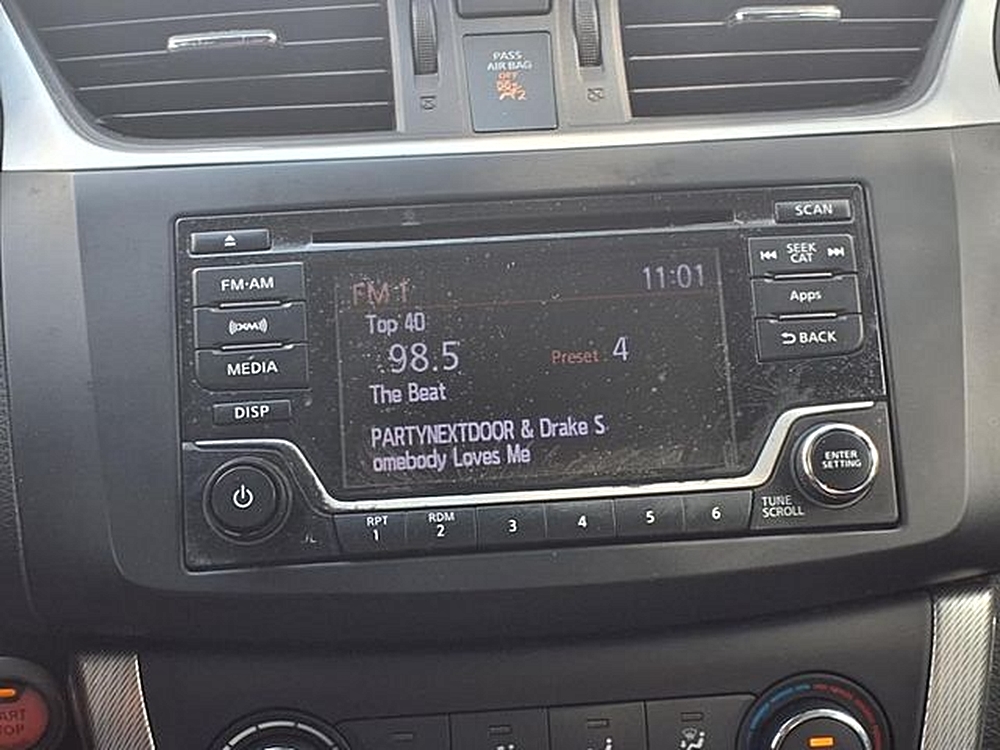 PASS
AIR BAG
OFF
2
SCAN
SEEK
CAT
FM·AM
Apps
((XM))
BACK
MEDIA
DISP
FM 1 11:01
Top 40
98.5 Preset 4
The Beat
PARTYNEXTDOOR & Drake S
omebody Loves Me
ENTER
SETTING
TUNE
SCROLL
RPT
1
RDM
2
3
4
5
6